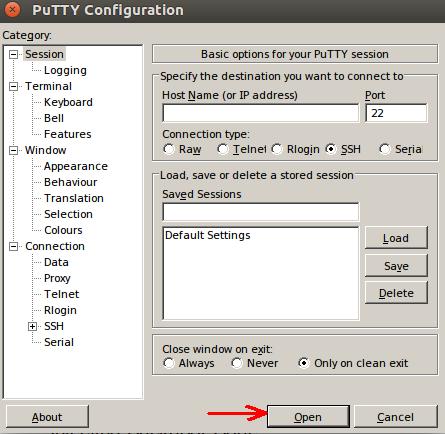 PuTTY Configuration
Category:
Session
Logging
Terminal
Keyboard
Bell
Features
Window
Appearance
Behaviour
Translation
Selection
Colours
Connection
Data
Proxy
Telnet
Rlogin
SSH
Serial
Basic options for your PuTTY session
Specify the destination you want to connect to
Host Name (or IP address) Port
22
Connection type:
Raw Telnet Rlogin SSH Serial
Load, save or delete a stored session
Saved Sessions
Default Settings
Load
Save
Delete
Close window on exit:
Always Never Only on clean exit
About Open Cancel